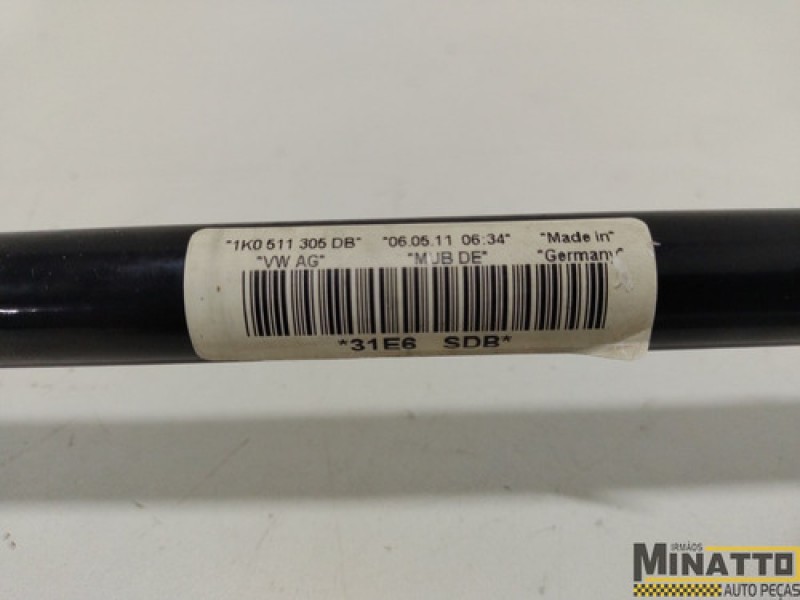 "1K0 511 305 DB" "06.05.11 06:34" "Made in"
"VW AG" "MUB DE" "Germany"
*31E6 SDB*
IRMÃOS
MINATTO
AUTO PEÇAS